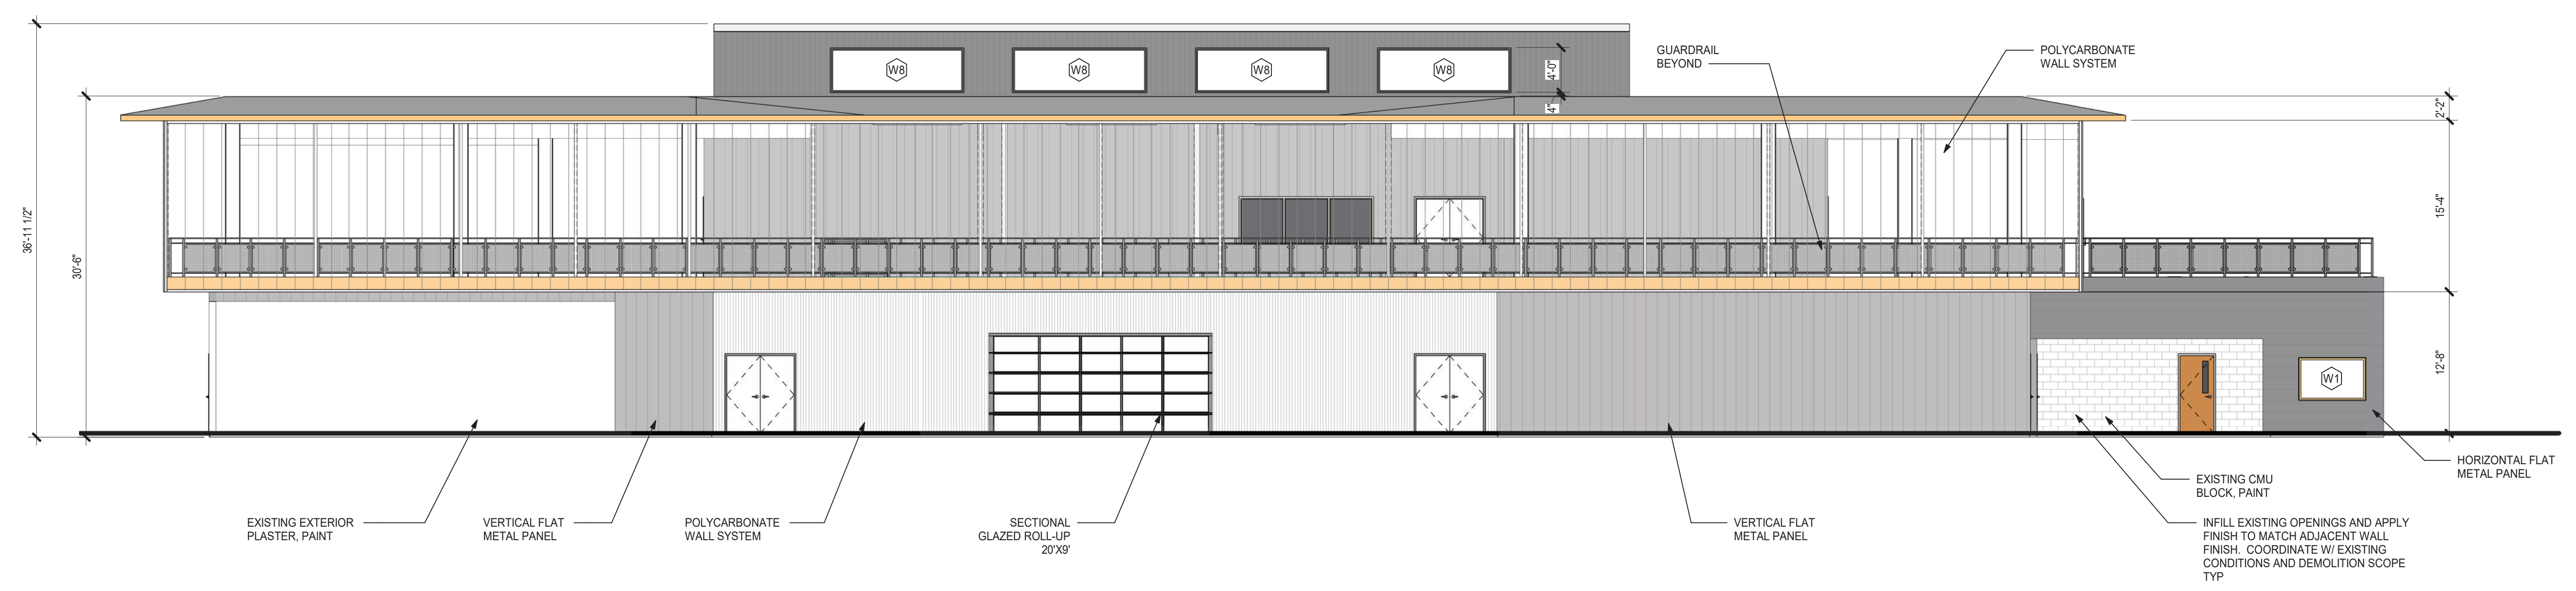 W8
W8
W8
W8
4'-0"
4"
GUARDRAIL
BEYOND
POLYCARBONATE
WALL SYSTEM
2'-2"
15'-4"
12'-8"
36'-11 1/2"
30'-6"
W1
HORIZONTAL FLAT
METAL PANEL
EXISTING CMU
BLOCK, PAINT
EXISTING EXTERIOR
PLASTER, PAINT
VERTICAL FLAT
METAL PANEL
POLYCARBONATE
WALL SYSTEM
SECTIONAL
GLAZED ROLL-UP
20'X9'
VERTICAL FLAT
METAL PANEL
INFILL EXISTING OPENINGS AND APPLY
FINISH TO MATCH ADJACENT WALL
FINISH. COORDINATE W/ EXISTING
CONDITIONS AND DEMOLITION SCOPE
TYP